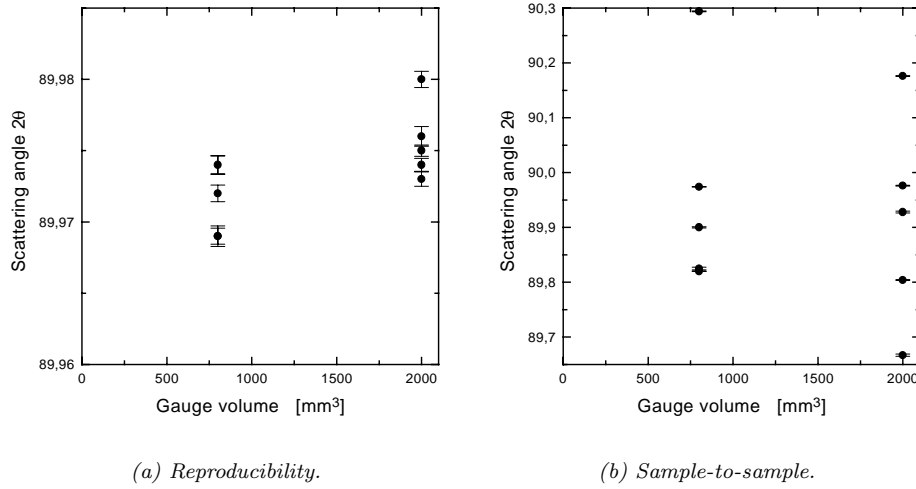 89,98
89,97
89,96
0 500 1000 1500 2000
Scattering angle 2θ
Gauge volume [mm³]
(a) Reproducibility.
90,3
90,2
90,1
90,0
89,9
89,8
89,7
0 500 1000 1500 2000
Scattering angle 2θ
Gauge volume [mm³]
(b) Sample-to-sample.